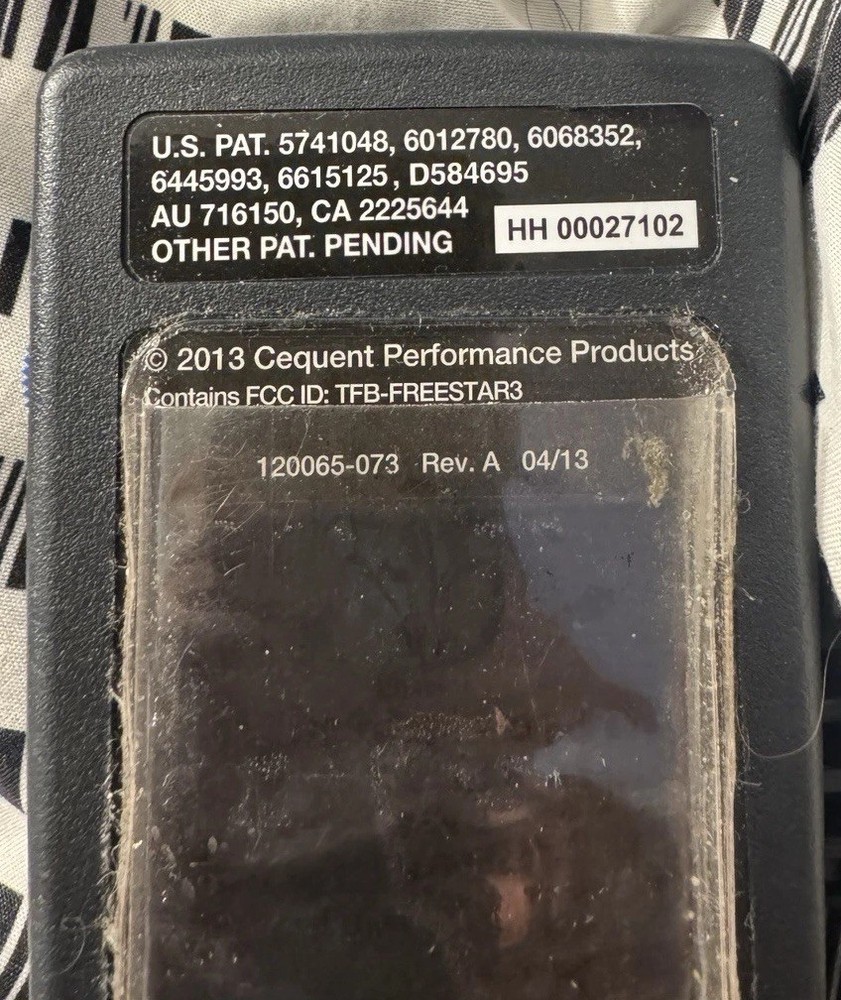 U.S. PAT. 5741048, 6012780, 6068352,
6445993, 6615125, D584695
AU 716150, CA 2225644
OTHER PAT. PENDING
HH 00027102
© 2013 Cequent Performance Products
Contains FCC ID: TFB-FREESTAR3
120065-073 Rev. A 04/13